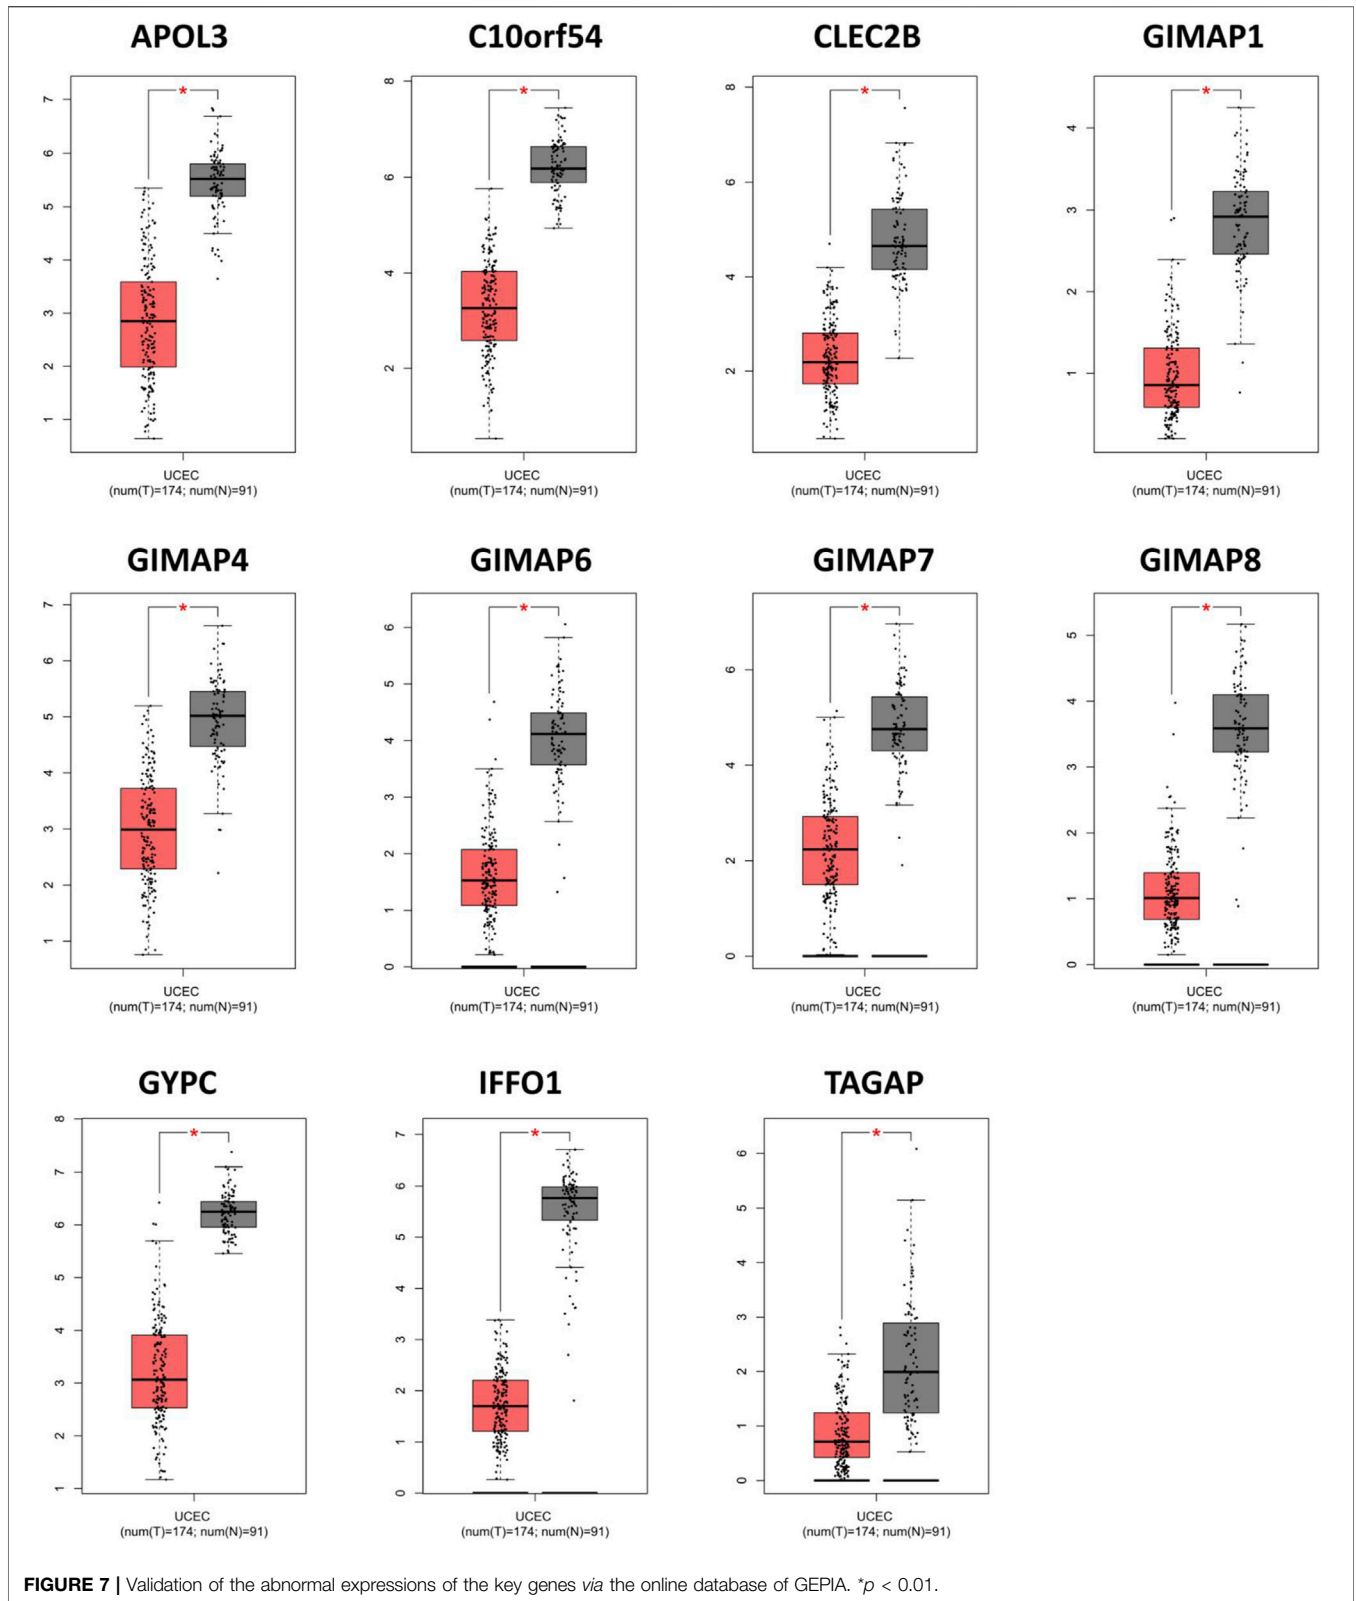 APOL3 C10orf54 CLEC2B GIMAP1
7 6 5 4 3 2 1
8 6 4 2
8 6 4 2
4 3 2 1
* * * *
UCEC UCEC UCEC UCEC
(num(T)=174; num(N)=91) (num(T)=174; num(N)=91) (num(T)=174; num(N)=91) (num(T)=174; num(N)=91)
GIMAP4 GIMAP6 GIMAP7 GIMAP8
7 6 5 4 3 2 1
6 5 4 3 2 1 0
6 4 2 0
5 4 3 2 1 0
* * * *
UCEC UCEC UCEC UCEC
(num(T)=174; num(N)=91) (num(T)=174; num(N)=91) (num(T)=174; num(N)=91) (num(T)=174; num(N)=91)
GYPC IFFO1 TAGAP
8 7 6 5 4 3 2 1
7 6 5 4 3 2 1 0
6 5 4 3 2 1 0
* * *
UCEC UCEC UCEC
(num(T)=174; num(N)=91) (num(T)=174; num(N)=91) (num(T)=174; num(N)=91)
FIGURE 7 | Validation of the abnormal expressions of the key genes via the online database of GEPIA. *p < 0.01.